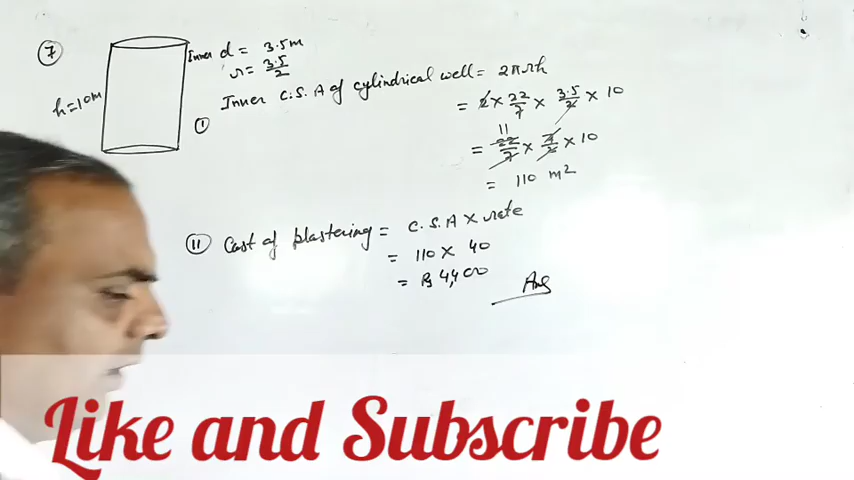 7
Inner d = 3.5m
r = 3.5/2
h=10m
Inner C.S.A of cylindrical well = 2πrh
I
= 2 × 22/7 × 3.5/2 × 10
11
= 22/7 × 7/2 × 10
= 110 m²
II Cost of plastering = C.S.A × rate
= 110 × 40
= Rs 4,400 Ans
Like and Subscribe